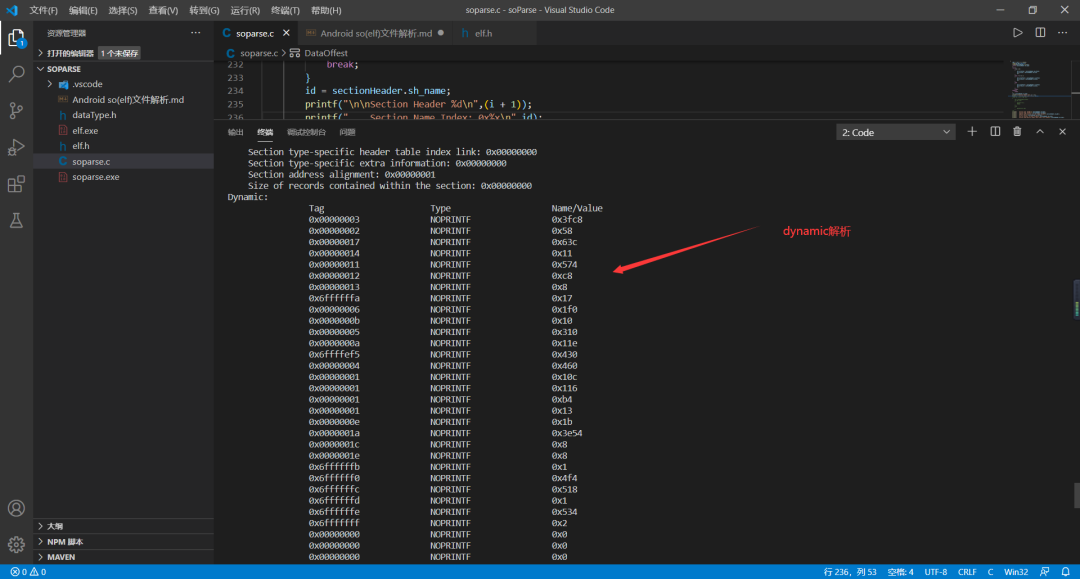 文件(F) 编辑(E) 选择(S) 查看(V) 转到(G) 运行(R) 终端(T) 帮助(H) soparse.c - soParse - Visual Studio Code
资源管理器
打开的编辑器 1 个未保存
SOPARSE
.vscode
Android so(elf)文件解析.md
dataType.h
elf.exe
elf.h
soparse.c
soparse.exe
大纲
NPM 脚本
MAVEN
soparse.c Android so(elf)文件解析.md elf.h
soparse.c > DataOffest
232 break;
233 }
234 id = sectionHeader.sh_name;
235 printf("\n\nSection Header %d\n",(i + 1));
236 printf("    Section Name Index: 0x%x\n",id);
输出 终端 调试控制台 问题 2: Code
Section type-specific header table index link: 0x00000000
Section type-specific extra information: 0x00000000
Section address alignment: 0x00000001
Size of records contained within the section: 0x00000000
Dynamic:
Tag Type Name/Value
0x00000003 NOPRINTF 0x3fc8
0x00000002 NOPRINTF 0x58
0x00000017 NOPRINTF 0x63c
0x00000014 NOPRINTF 0x11
0x00000011 NOPRINTF 0x574
0x00000012 NOPRINTF 0xc8
0x00000013 NOPRINTF 0x8
0x6ffffffa NOPRINTF 0x17
0x00000006 NOPRINTF 0x1f0
0x0000000b NOPRINTF 0x10
0x00000005 NOPRINTF 0x310
0x0000000a NOPRINTF 0x11e
0x6ffffef5 NOPRINTF 0x430
0x00000004 NOPRINTF 0x460
0x00000001 NOPRINTF 0x10c
0x00000001 NOPRINTF 0x116
0x00000001 NOPRINTF 0xb4
0x00000001 NOPRINTF 0x13
0x0000000e NOPRINTF 0x1b
0x0000001a NOPRINTF 0x3e54
0x0000001c NOPRINTF 0x8
0x0000001e NOPRINTF 0x8
0x6ffffffb NOPRINTF 0x1
0x6ffffff0 NOPRINTF 0x4f4
0x6ffffffc NOPRINTF 0x518
0x6ffffffd NOPRINTF 0x1
0x6ffffffe NOPRINTF 0x534
0x6fffffff NOPRINTF 0x2
0x00000000 NOPRINTF 0x0
0x00000000 NOPRINTF 0x0
0x00000000 NOPRINTF 0x0
dynamic解析
0 0 行 236，列 53 空格: 4 UTF-8 CRLF C Win32